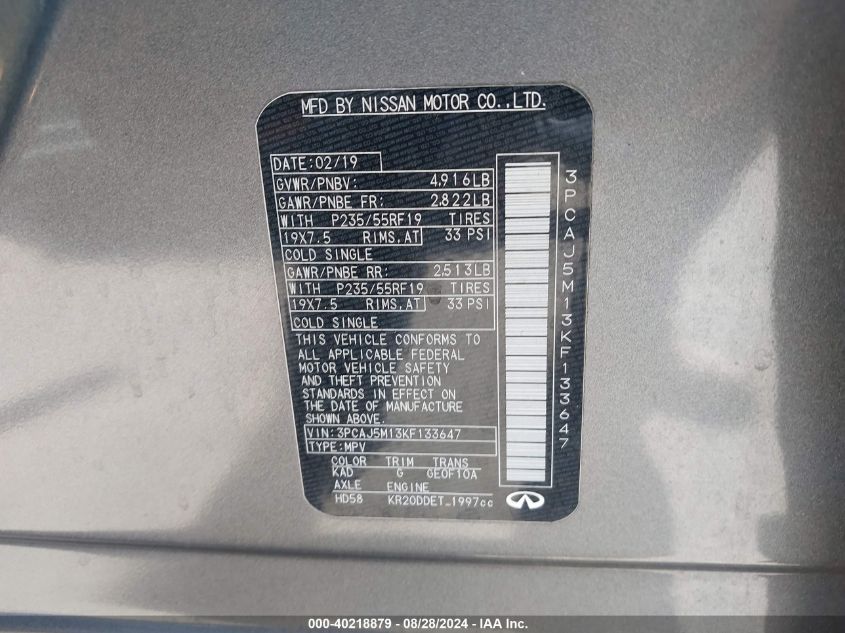 MFD BY NISSAN MOTOR CO.,LTD.
DATE:02/19
GVWR/PNBV: 4,916LB
GAWR/PNBE FR: 2,822LB
WITH P235/55RF19 TIRES
19X7.5 RIMS,AT 33 PSI
COLD SINGLE
GAWR/PNBE RR: 2,513LB
WITH P235/55RF19 TIRES
19X7.5 RIMS,AT 33 PSI
COLD SINGLE
THIS VEHICLE CONFORMS TO
ALL APPLICABLE FEDERAL
MOTOR VEHICLE SAFETY
AND THEFT PREVENTION
STANDARDS IN EFFECT ON
THE DATE OF MANUFACTURE
SHOWN ABOVE.
VIN:3PCAJ5M13KF133647
TYPE:MPV
COLOR TRIM TRANS
KAD G GE0F10A
AXLE ENGINE
HD58 KR20DDET_1997cc
3PCAJ5M13KF133647
000-40218879 - 08/28/2024 - IAA Inc.